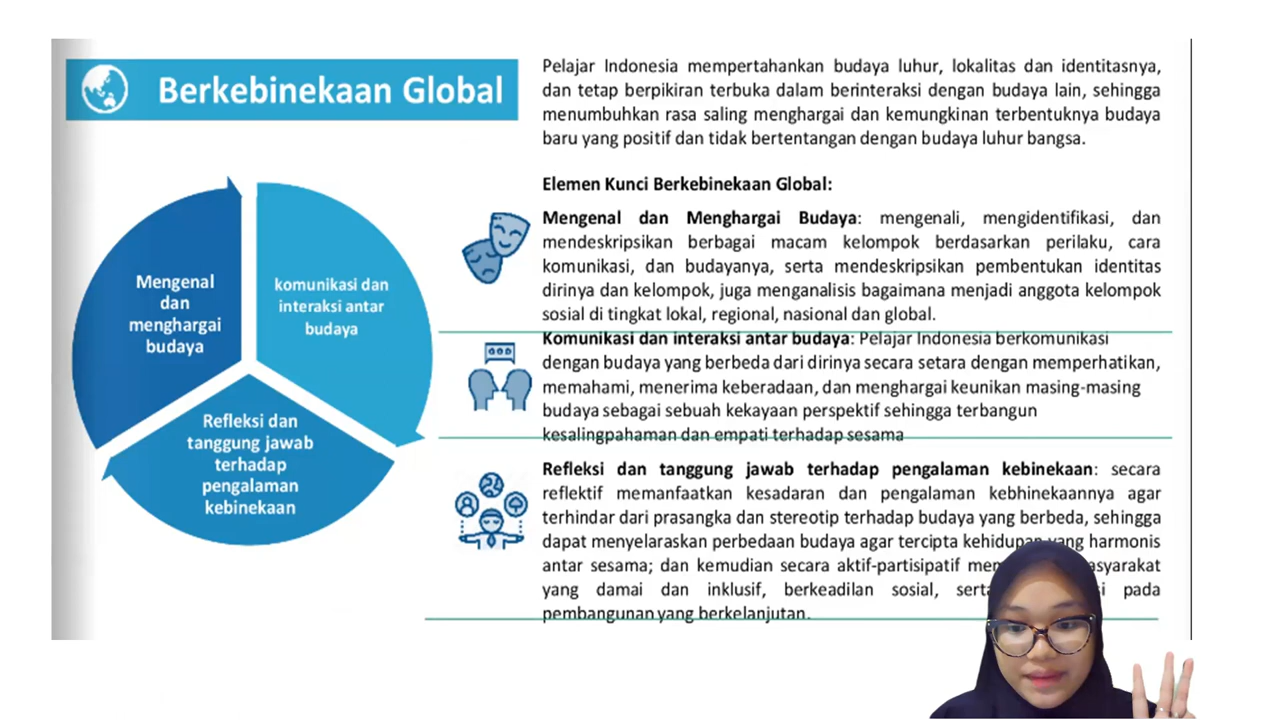 Berkebinekaan Global
Pelajar Indonesia mempertahankan budaya luhur, lokalitas dan identitasnya,
dan tetap berpikiran terbuka dalam berinteraksi dengan budaya lain, sehingga
menumbuhkan rasa saling menghargai dan kemungkinan terbentuknya budaya
baru yang positif dan tidak bertentangan dengan budaya luhur bangsa.
Mengenal
dan
menghargai
budaya
komunikasi dan
interaksi antar
budaya
Refleksi dan
tanggung jawab
terhadap
pengalaman
kebinekaan
Elemen Kunci Berkebinekaan Global:
Mengenal dan Menghargai Budaya: mengenali, mengidentifikasi, dan
mendeskripsikan berbagai macam kelompok berdasarkan perilaku, cara
komunikasi, dan budayanya, serta mendeskripsikan pembentukan identitas
dirinya dan kelompok, juga menganalisis bagaimana menjadi anggota kelompok
sosial di tingkat lokal, regional, nasional dan global.
Komunikasi dan interaksi antar budaya: Pelajar Indonesia berkomunikasi
dengan budaya yang berbeda dari dirinya secara setara dengan memperhatikan,
memahami, menerima keberadaan, dan menghargai keunikan masing-masing
budaya sebagai sebuah kekayaan perspektif sehingga terbangun
kesalingpahaman dan empati terhadap sesama
Refleksi dan tanggung jawab terhadap pengalaman kebinekaan: secara
reflektif memanfaatkan kesadaran dan pengalaman kebhinekaannya agar
terhindar dari prasangka dan stereotip terhadap budaya yang berbeda, sehingga
dapat menyelaraskan perbedaan budaya agar tercipta kehidupan yang harmonis
antar sesama; dan kemudian secara aktif-partisipatif
yang damai dan inklusif, berkeadilan sosial, pada
pembangunan yang berkelanjutan.